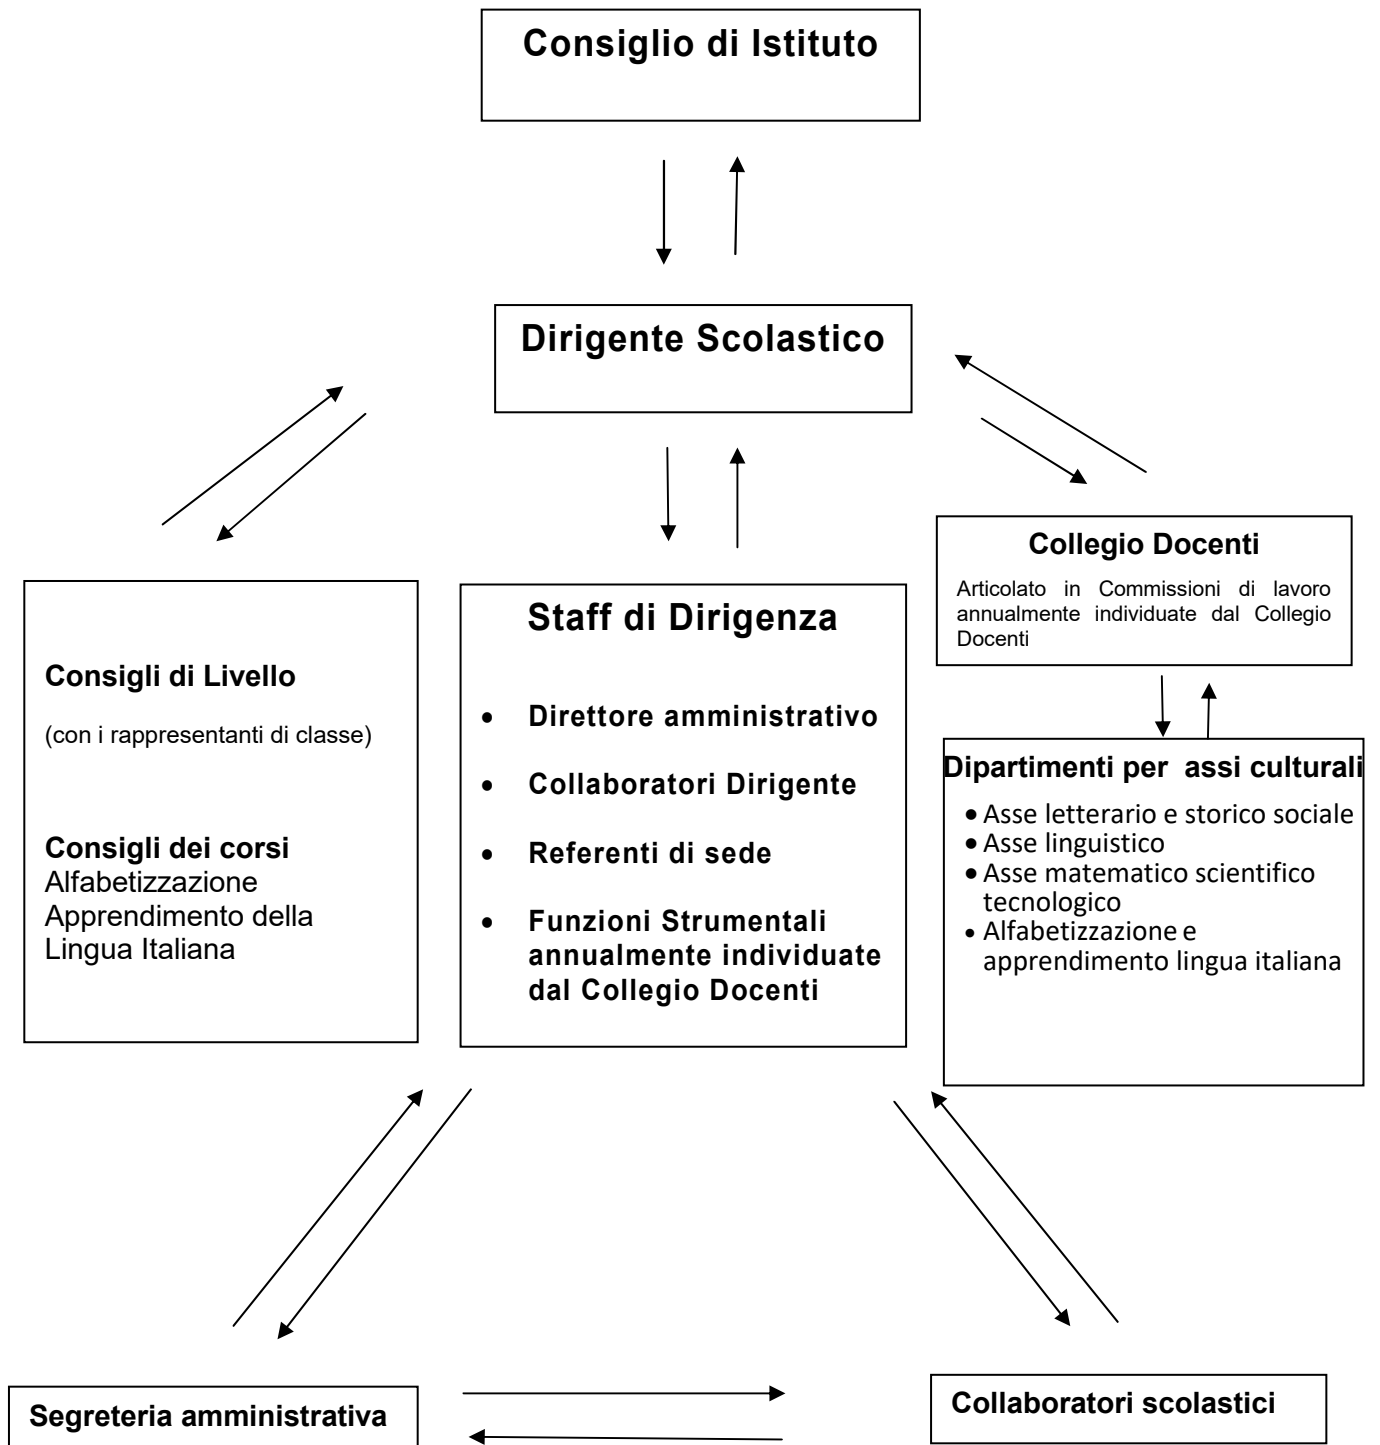 Consiglio di Istituto
Dirigente Scolastico
Consigli di Livello
(con i rappresentanti di classe)
Consigli dei corsi
Alfabetizzazione
Apprendimento della
Lingua Italiana
Staff di Dirigenza
• Direttore amministrativo
• Collaboratori Dirigente
• Referenti di sede
• Funzioni Strumentali
annualmente individuate
dal Collegio Docenti
Collegio Docenti
Articolato in Commissioni di lavoro
annualmente individuate dal Collegio
Docenti
Dipartimenti per assi culturali
• Asse letterario e storico sociale
• Asse linguistico
• Asse matematico scientifico
tecnologico
• Alfabetizzazione e
apprendimento lingua italiana
Segreteria amministrativa
Collaboratori scolastici